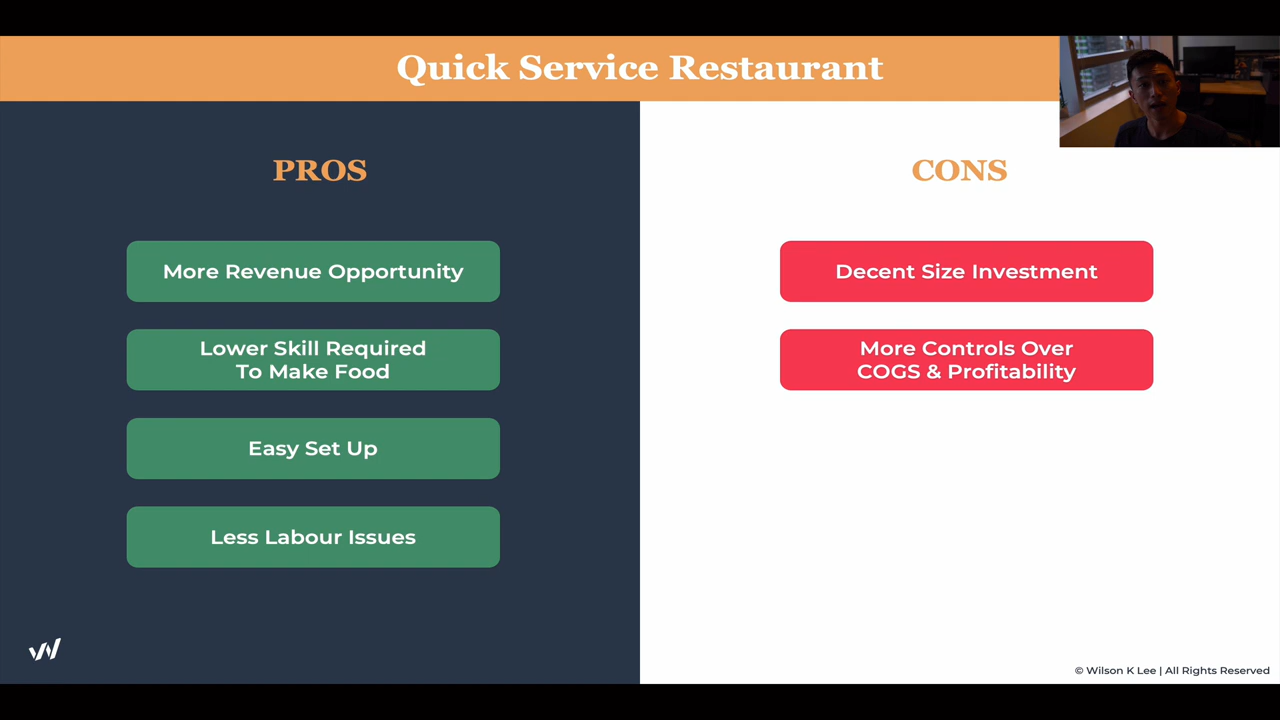 Quick Service Restaurant
PROS
More Revenue Opportunity
Lower Skill Required
To Make Food
Easy Set Up
Less Labour Issues
CONS
Decent Size Investment
More Controls Over
COGS & Profitability
© Wilson K Lee | All Rights Reserved